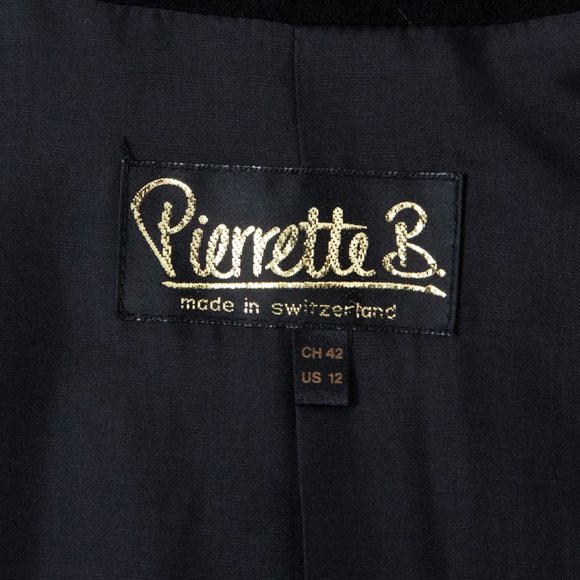 Pierrette B.
made in switzerland
CH 42
US 12